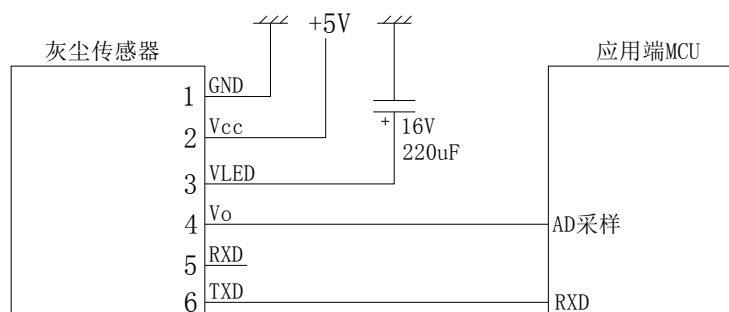 +5V
灰尘传感器
应用端MCU
1 GND
+ 16V
2 Vcc
220uF
3 VLED
4 Vo AD采样
5 RXD
6 TXD RXD